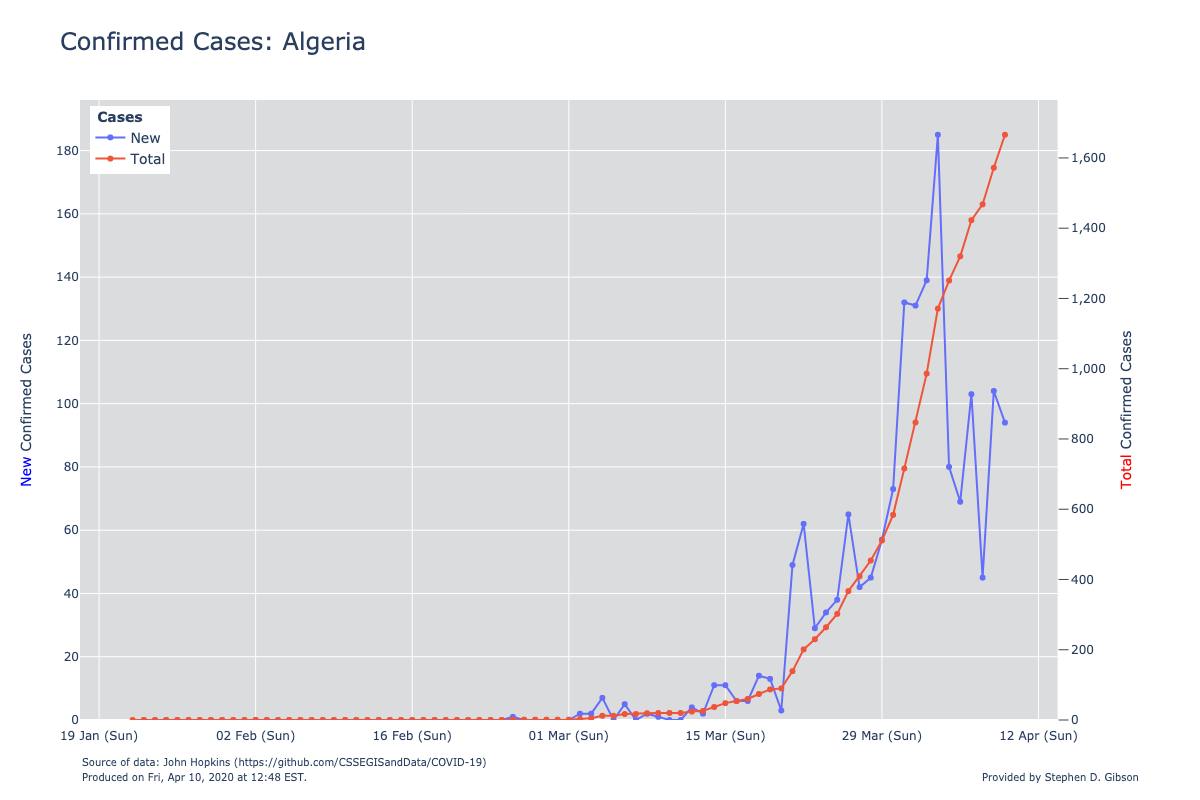 Confirmed Cases: Algeria
Cases
New
Total
180
160
140
120
100
80
60
40
20
0
New Confirmed Cases
1,600
1,400
1,200
1,000
800
600
400
200
0
Total Confirmed Cases
19 Jan (Sun)
02 Feb (Sun)
16 Feb (Sun)
01 Mar (Sun)
15 Mar (Sun)
29 Mar (Sun)
12 Apr (Sun)
Source of data: John Hopkins (https://github.com/CSSEGISandData/COVID-19)
Produced on Fri, Apr 10, 2020 at 12:48 EST.
Provided by Stephen D. Gibson